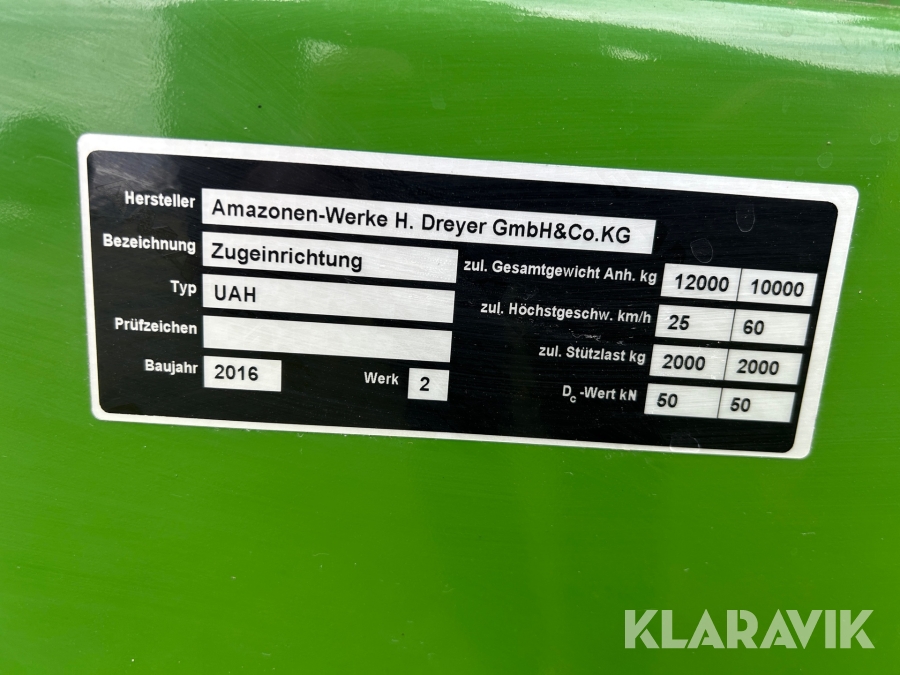 Hersteller Amazonen-Werke H. Dreyer GmbH&Co.KG
Bezeichnung Zugeinrichtung
Typ UAH
Prüfzeichen
Baujahr 2016 Werk 2
zul. Gesamtgewicht Anh. kg 12000 10000
zul. Höchstgeschw. km/h 25 60
zul. Stützlast kg 2000 2000
Dc-Wert kN 50 50
KLARAVIK